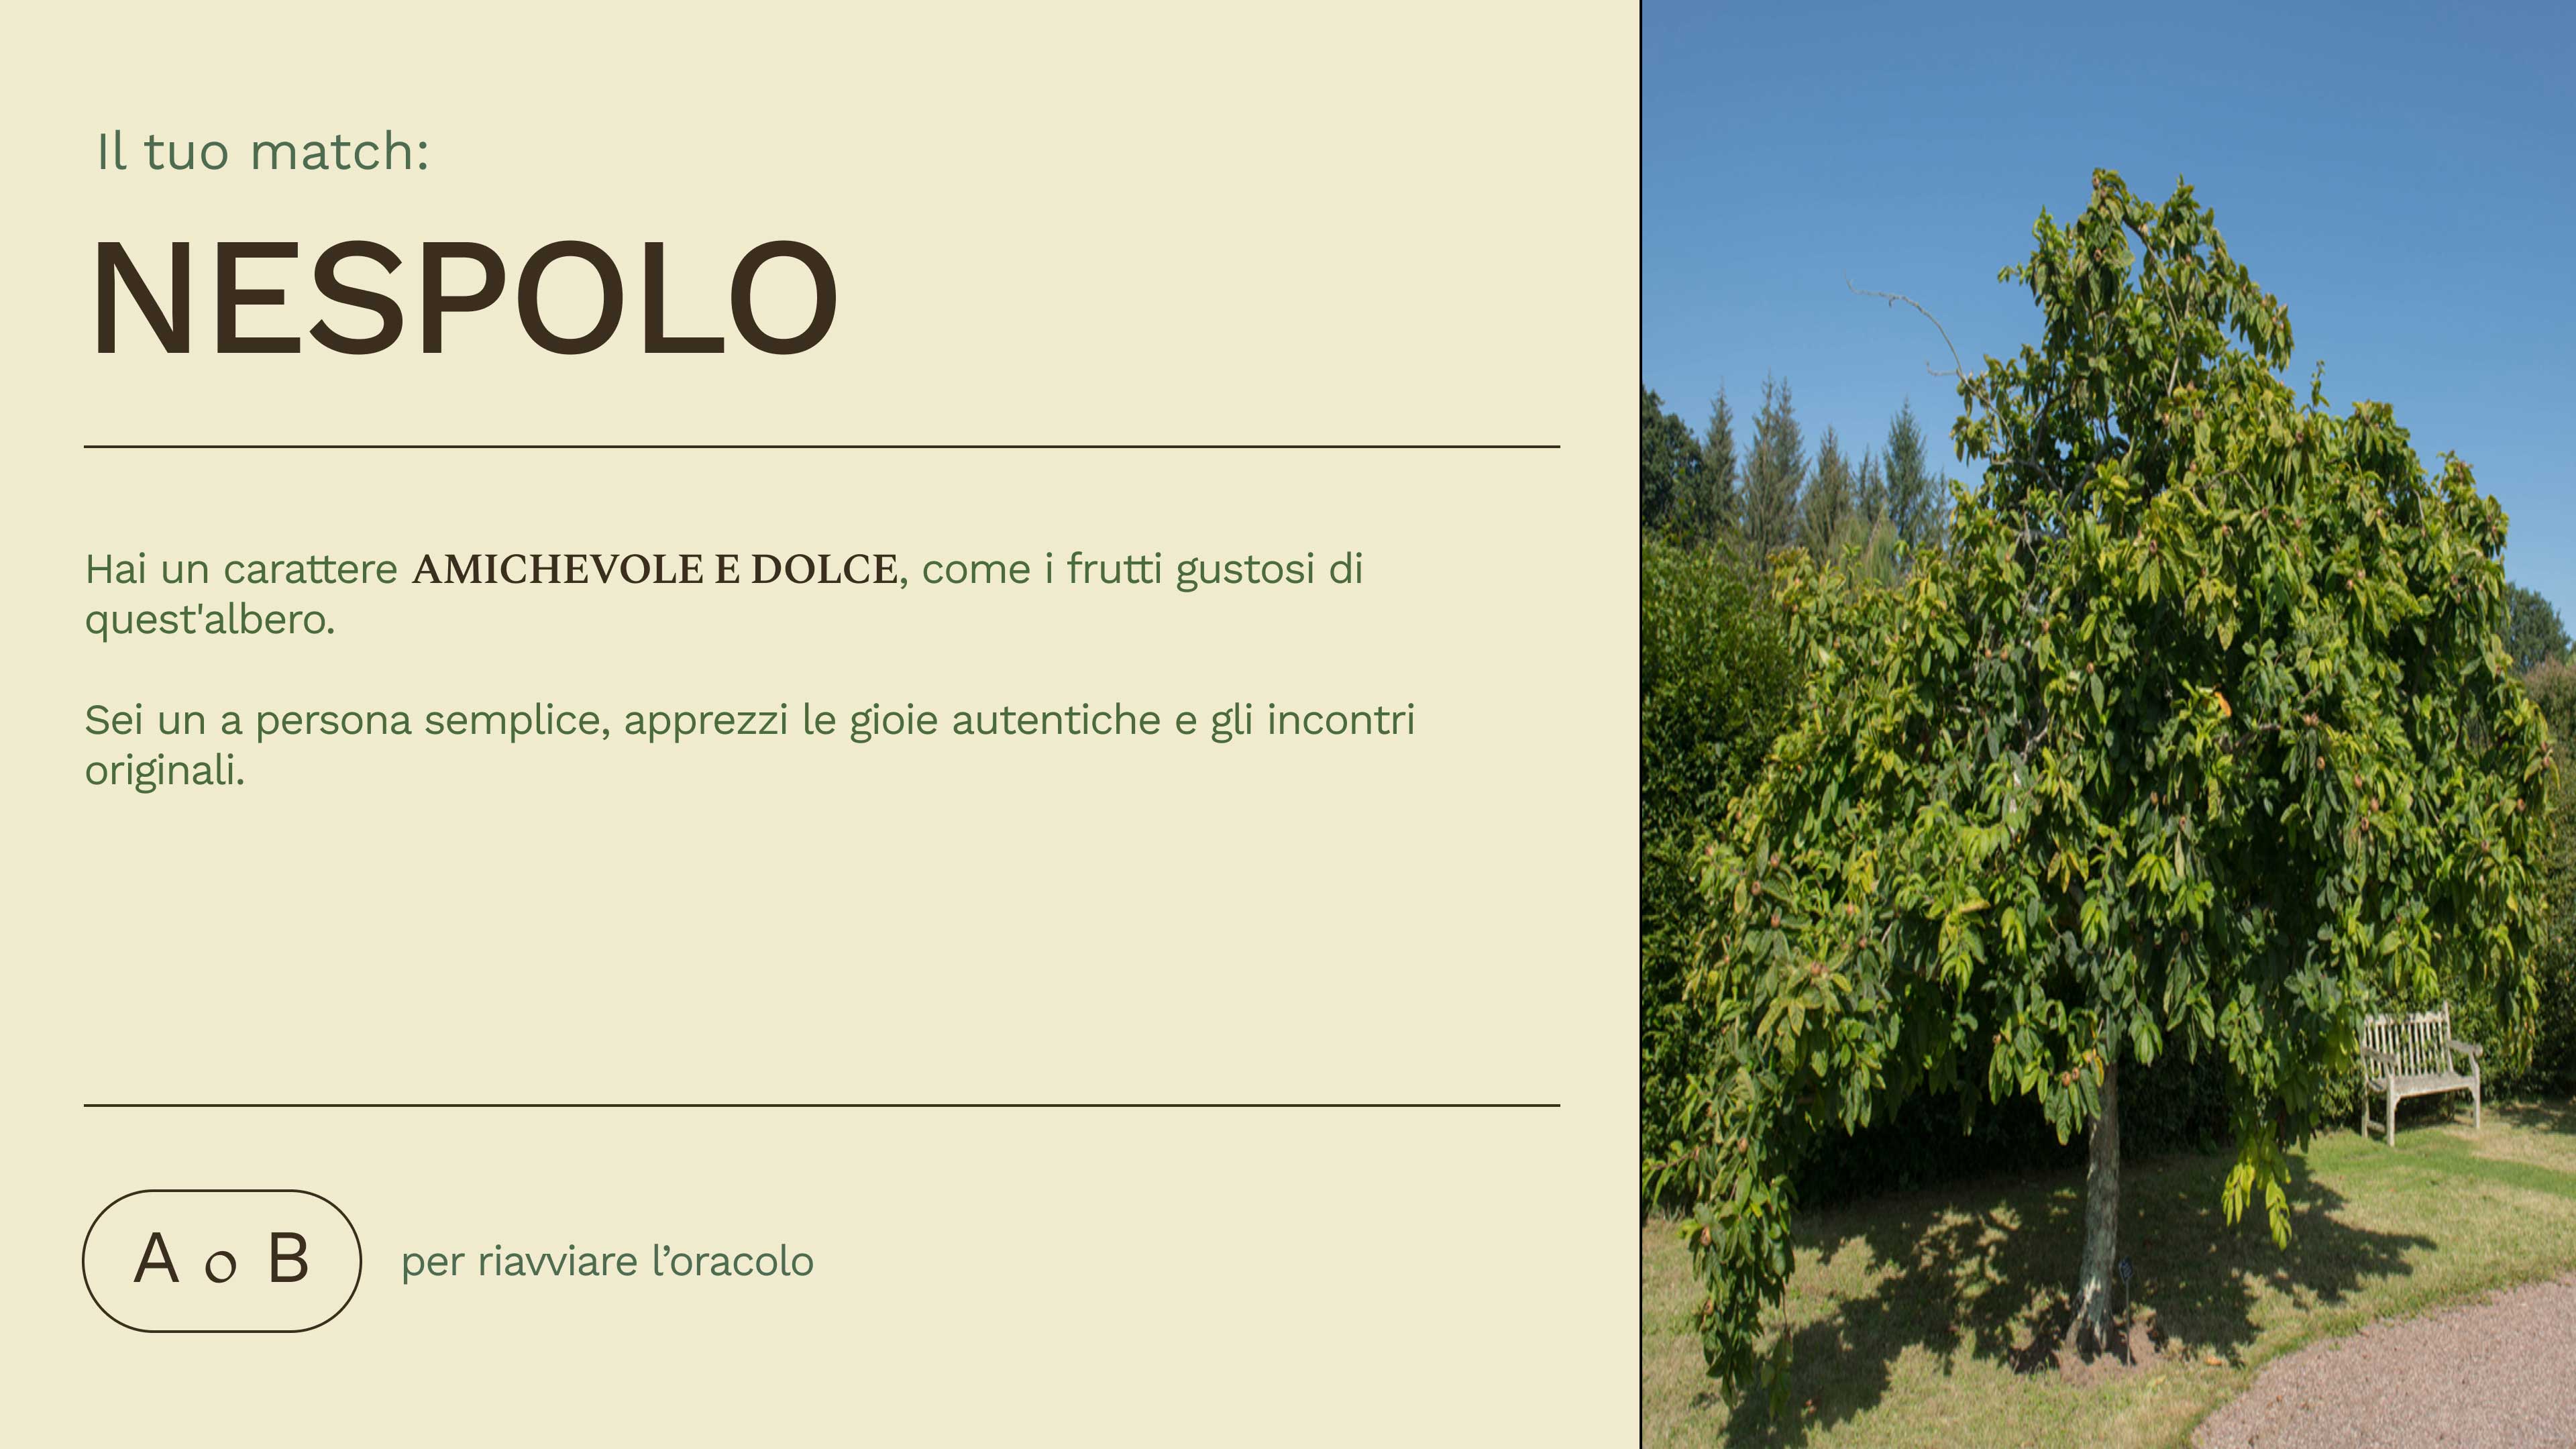 Il tuo match:
NESPOLO
Hai un carattere AMICHEVOLE E DOLCE, come i frutti gustosi di
quest'albero.
Sei un a persona semplice, apprezzi le gioie autentiche e gli incontri
originali.
A o B per riavviare l’oracolo